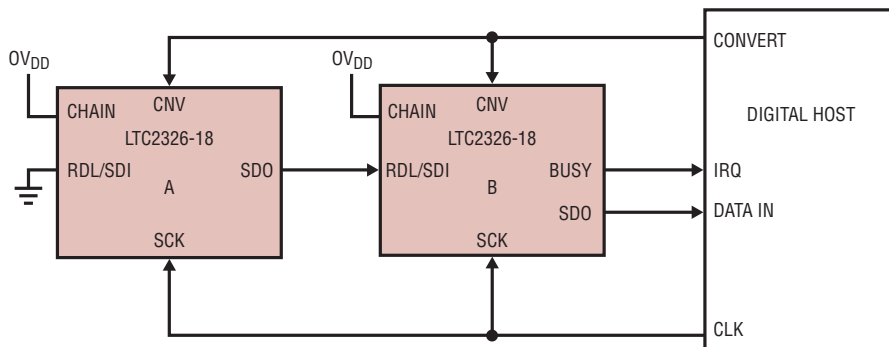 CONVERT
OVDD
OVDD
CHAIN
CNV
LTC2326-18
RDL/SDI
SDO
A
SCK
CHAIN
CNV
LTC2326-18
RDL/SDI
BUSY
B
SDO
SCK
DIGITAL HOST
IRQ
DATA IN
CLK